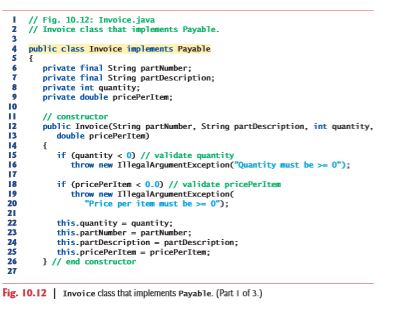 1 // Fig. 10.12: Invoice.java
2 // Invoice class that implements Payable.
3
4 public class Invoice implements Payable
5 {
6 private final String partNumber;
7 private final String partDescription;
8 private int quantity;
9 private double pricePerItem;
10
11 // constructor
12 public Invoice(String partNumber, String partDescription, int quantity,
13 double pricePerItem)
14 {
15 if (quantity < 0) // validate quantity
16 throw new IllegalArgumentException("Quantity must be >= 0");
17
18 if (pricePerItem < 0.0) // validate pricePerItem
19 throw new IllegalArgumentException(
20 "Price per item must be >= 0");
21
22 this.quantity = quantity;
23 this.partNumber = partNumber;
24 this.partDescription = partDescription;
25 this.pricePerItem = pricePerItem;
26 } // end constructor
27
Fig. 10.12 | Invoice class that implements Payable. (Part 1 of 3.)